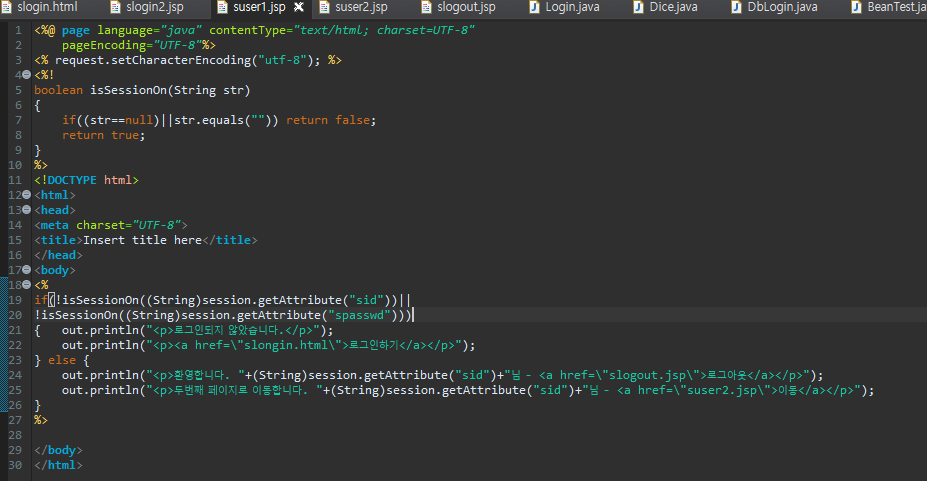 slogin.html slogin2.jsp suser1.jsp suser2.jsp slogout.jsp Login.java Dice.java DbLogin.java BeanTest.ja
1 <%@ page language="java" contentType="text/html; charset=UTF-8"
2 pageEncoding="UTF-8"%>
3 <% request.setCharacterEncoding("utf-8"); %>
4 <%!
5 boolean isSessionOn(String str)
6 {
7 if((str==null)||str.equals("")) return false;
8 return true;
9 }
10 %>
11 <!DOCTYPE html>
12 <html>
13 <head>
14 <meta charset="UTF-8">
15 <title>Insert title here</title>
16 </head>
17 <body>
18 <%
19 if(!isSessionOn((String)session.getAttribute("sid"))||
20 !isSessionOn((String)session.getAttribute("spasswd")))
21 { out.println("<p>로그인되지 않았습니다.</p>");
22 out.println("<p><a href=\"slongin.html\">로그인하기</a></p>");
23 } else {
24 out.println("<p>환영합니다. "+(String)session.getAttribute("sid")+"님 - <a href=\"slogout.jsp\">로그아웃</a></p>");
25 out.println("<p>두번째 페이지로 이동합니다. "+(String)session.getAttribute("sid")+"님 - <a href=\"suser2.jsp\">이동</a></p>");
26 }
27 %>
28
29 </body>
30 </html>